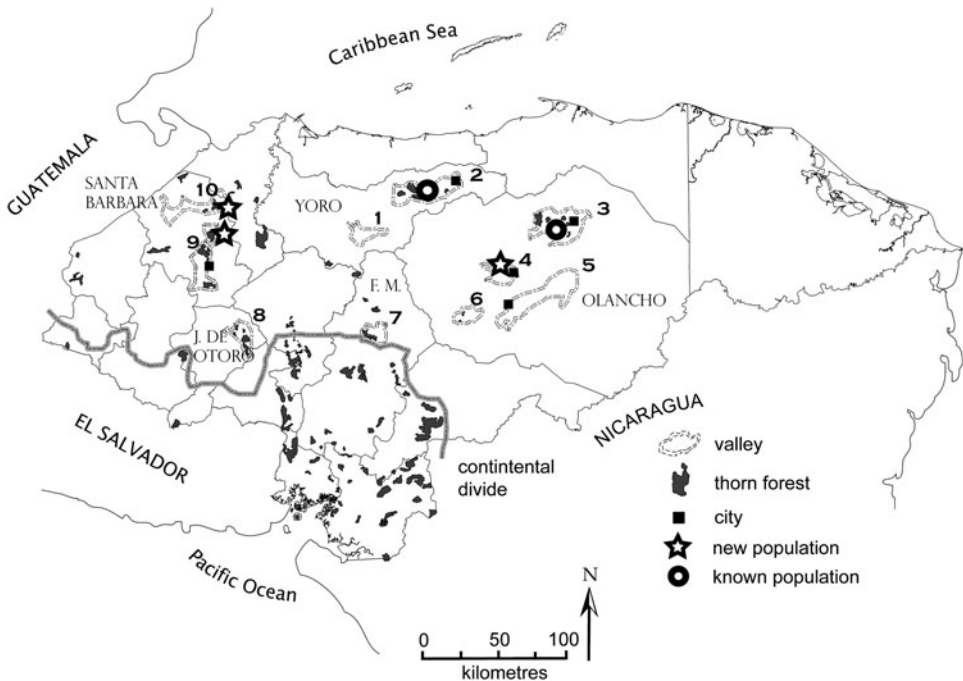 Caribbean Sea
GUATEMALA
SANTA
BARBARA
10
YORO
2
1
3
9
4
5
OLANCHO
F. M.
6
7
8
J. DE
OTORO
EL SALVADOR
NICARAGUA
contintental
divide
Pacific Ocean
valley
thorn forest
city
new population
known population
N
0 50 100
kilometres